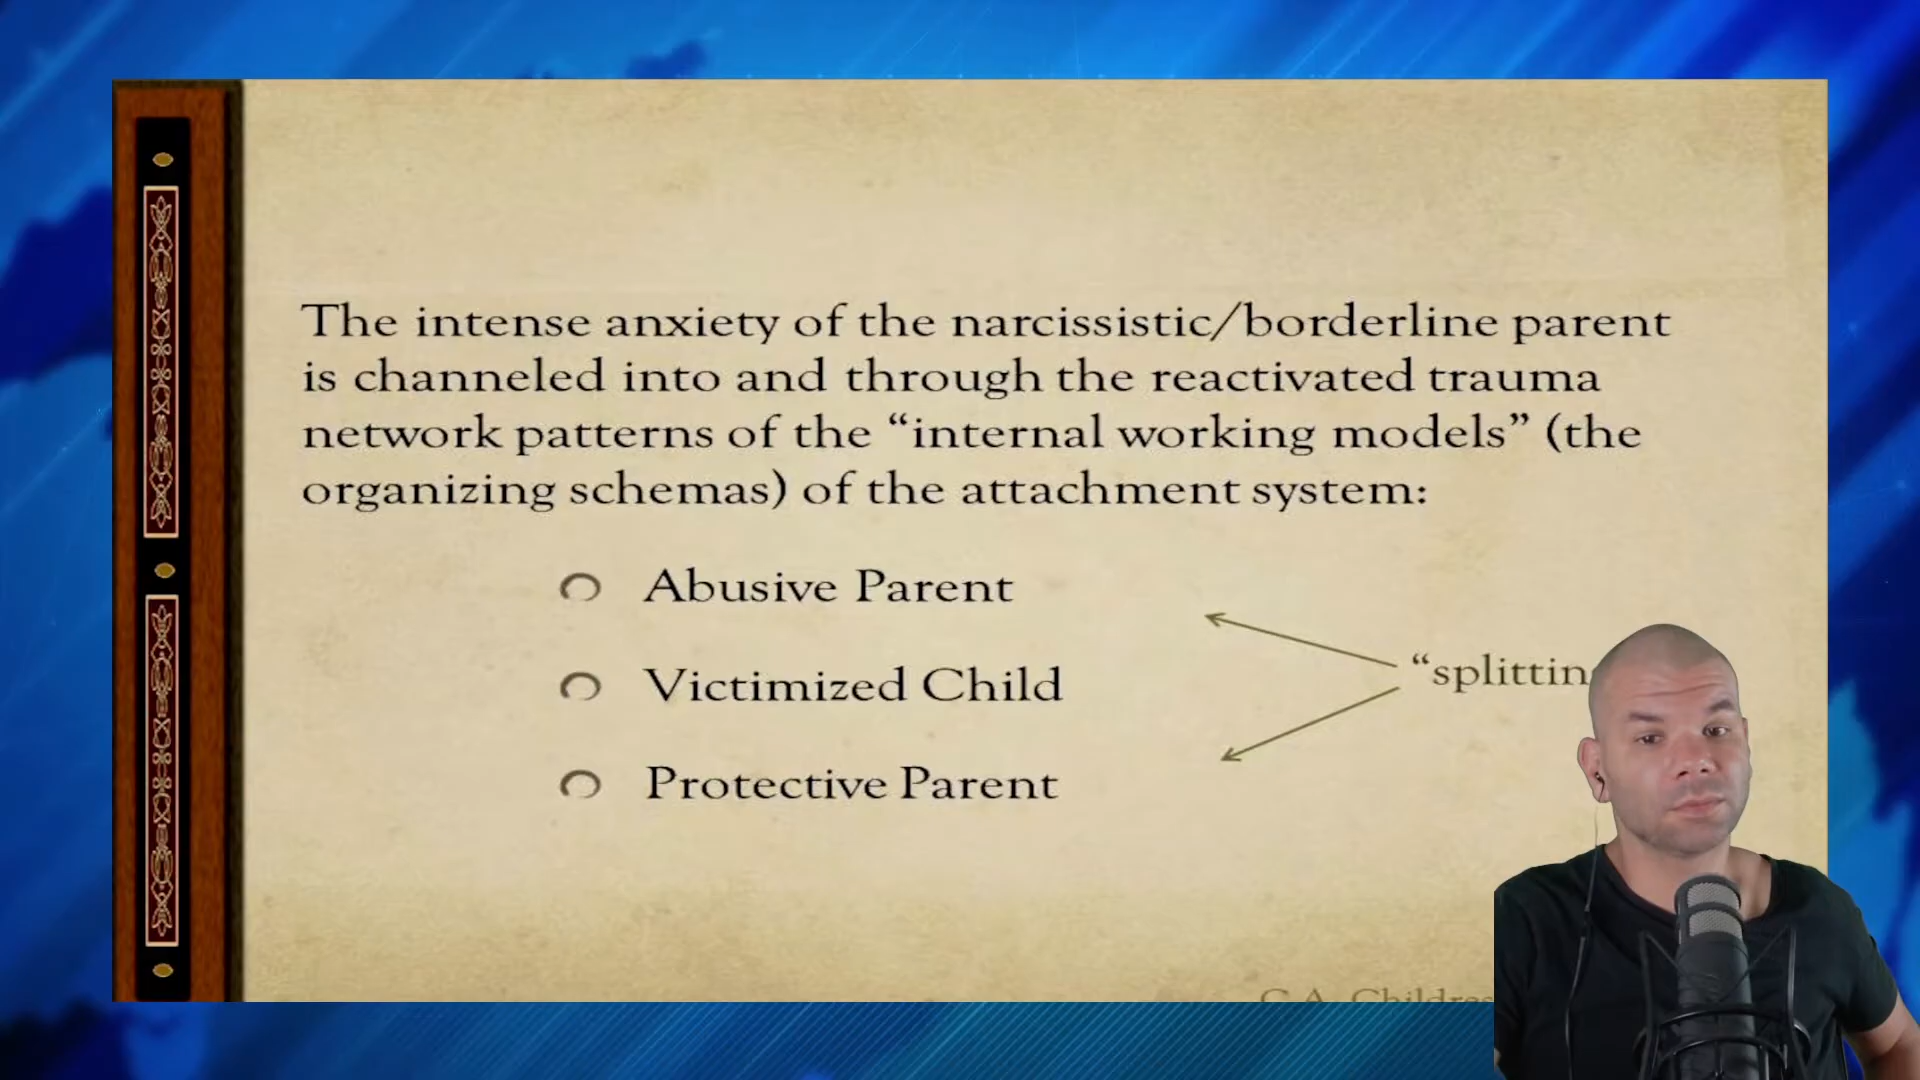 The intense anxiety of the narcissistic/borderline parent
is channeled into and through the reactivated trauma
network patterns of the “internal working models” (the
organizing schemas) of the attachment system:
Abusive Parent
“splittin
Victimized Child
Protective Parent
C.A. Childres